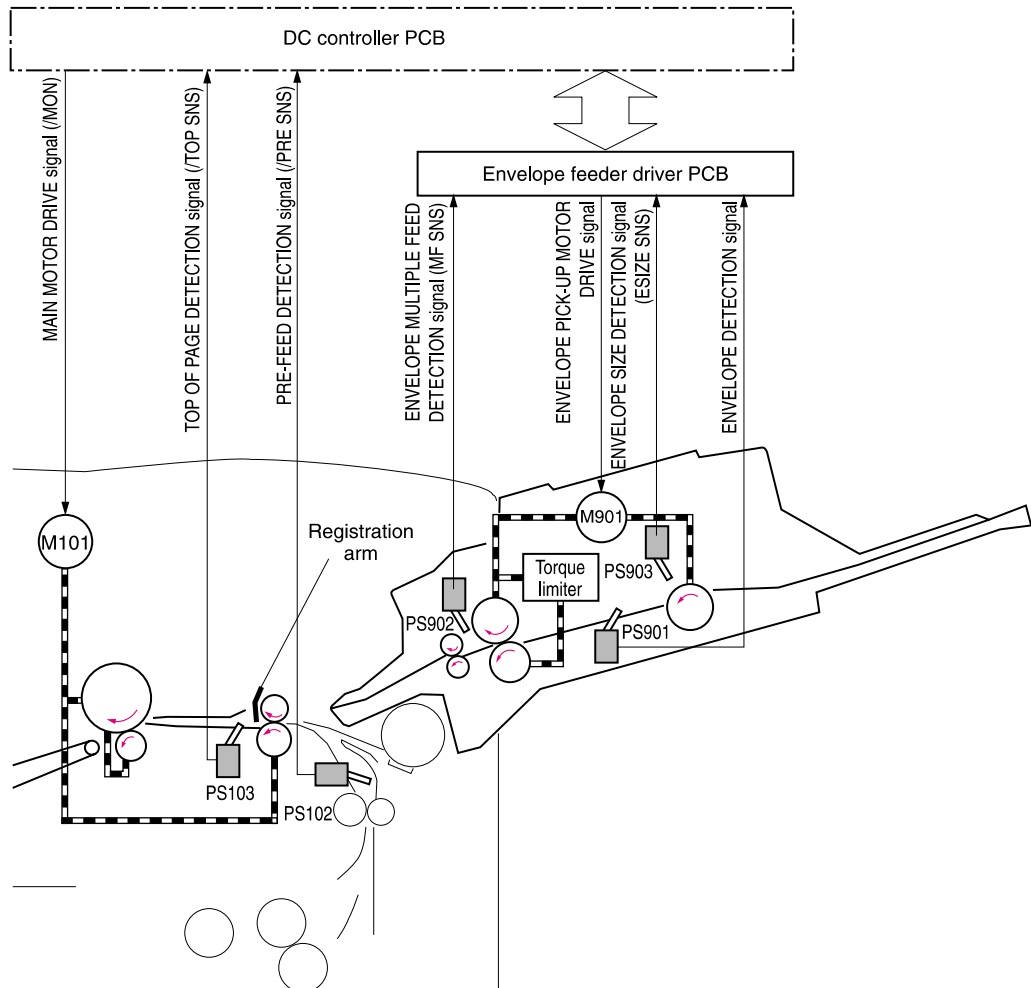 DC controller PCB
Envelope feeder driver PCB
MAIN MOTOR DRIVE signal (/MON)
TOP OF PAGE DETECTION signal (/TOP SNS)
PRE-FEED DETECTION signal (/PRE SNS)
ENVELOPE MULTIPLE FEED
DETECTION signal (MF SNS)
ENVELOPE PICK-UP MOTOR
DRIVE signal
ENVELOPE SIZE DETECTION signal
(ESIZE SNS)
ENVELOPE DETECTION signal
M101
Registration
arm
M901
PS903
Torque
limiter
PS902
PS901
PS103
PS102